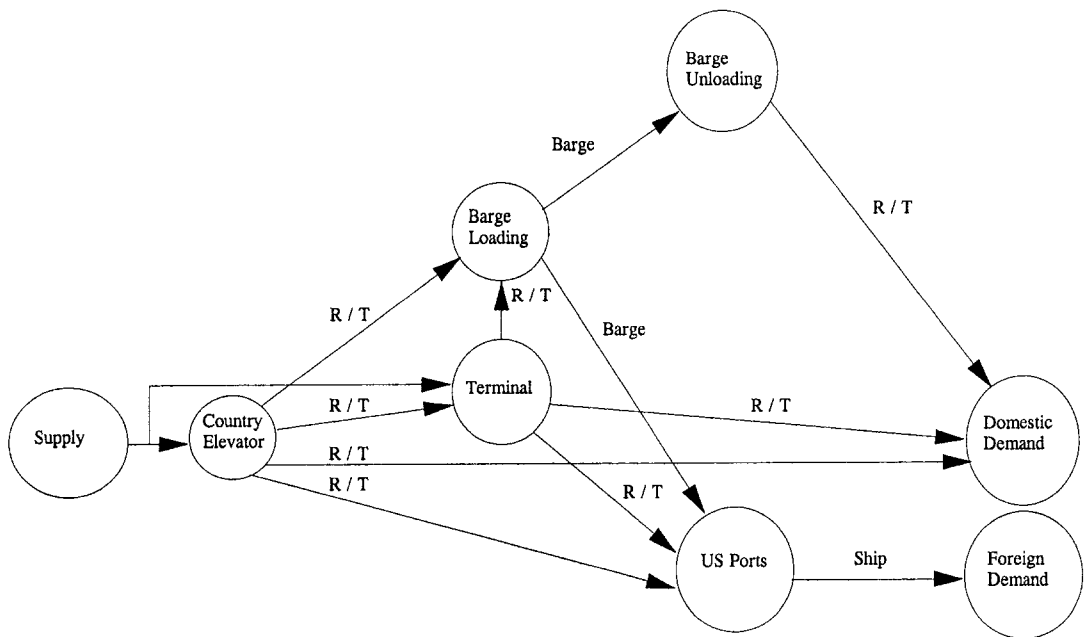 Barge
Unloading
Barge
R / T
Barge
Loading
R / T
R / T
Barge
Terminal
R / T
Country
Elevator
R / T
Domestic
Demand
Supply
R / T
R / T
R / T
US Ports
Ship
Foreign
Demand